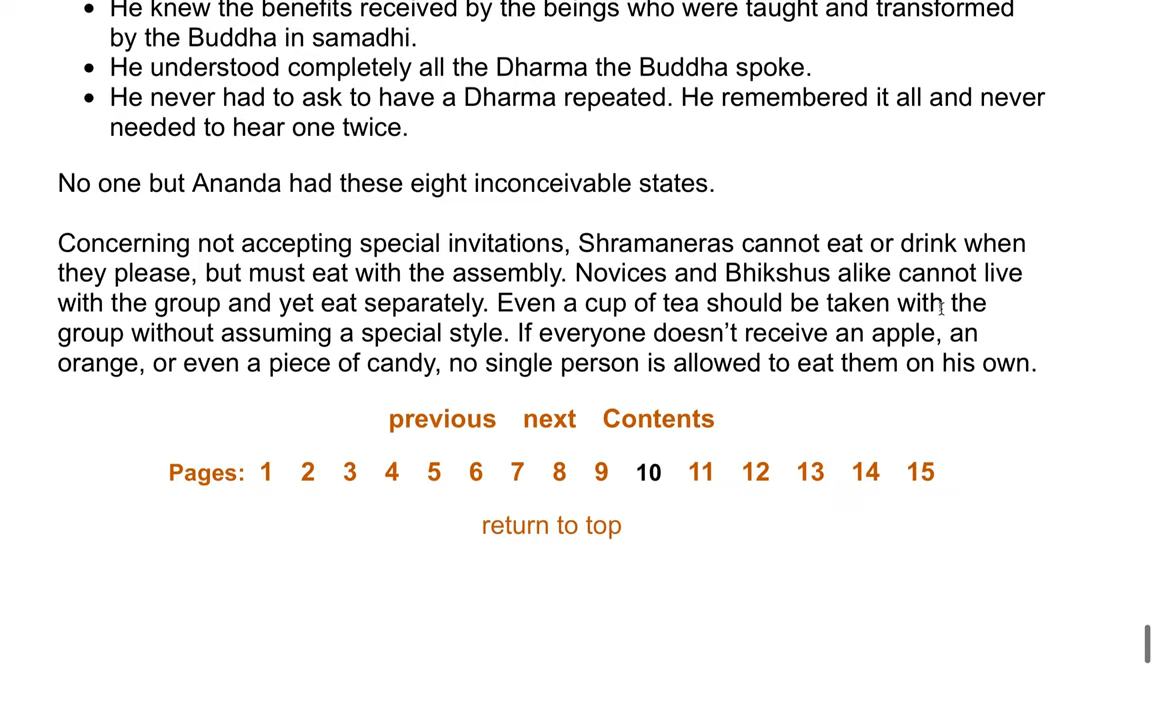 • He knew the benefits received by the beings who were taught and transformed
by the Buddha in samadhi.
• He understood completely all the Dharma the Buddha spoke.
• He never had to ask to have a Dharma repeated. He remembered it all and never
needed to hear one twice.
No one but Ananda had these eight inconceivable states.
Concerning not accepting special invitations, Shramaneras cannot eat or drink when
they please, but must eat with the assembly. Novices and Bhikshus alike cannot live
with the group and yet eat separately. Even a cup of tea should be taken with the
group without assuming a special style. If everyone doesn’t receive an apple, an
orange, or even a piece of candy, no single person is allowed to eat them on his own.
previous next Contents
Pages: 1 2 3 4 5 6 7 8 9 10 11 12 13 14 15
return to top